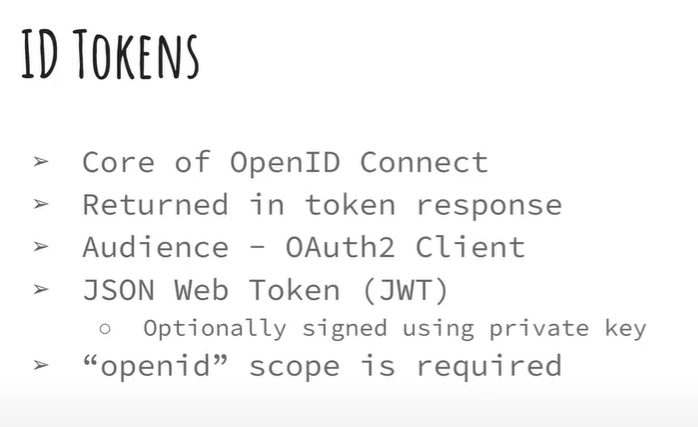 ID Tokens
➢ Core of OpenID Connect
➢ Returned in token response
➢ Audience - OAuth2 Client
➢ JSON Web Token (JWT)
○ Optionally signed using private key
➢ “openid” scope is required